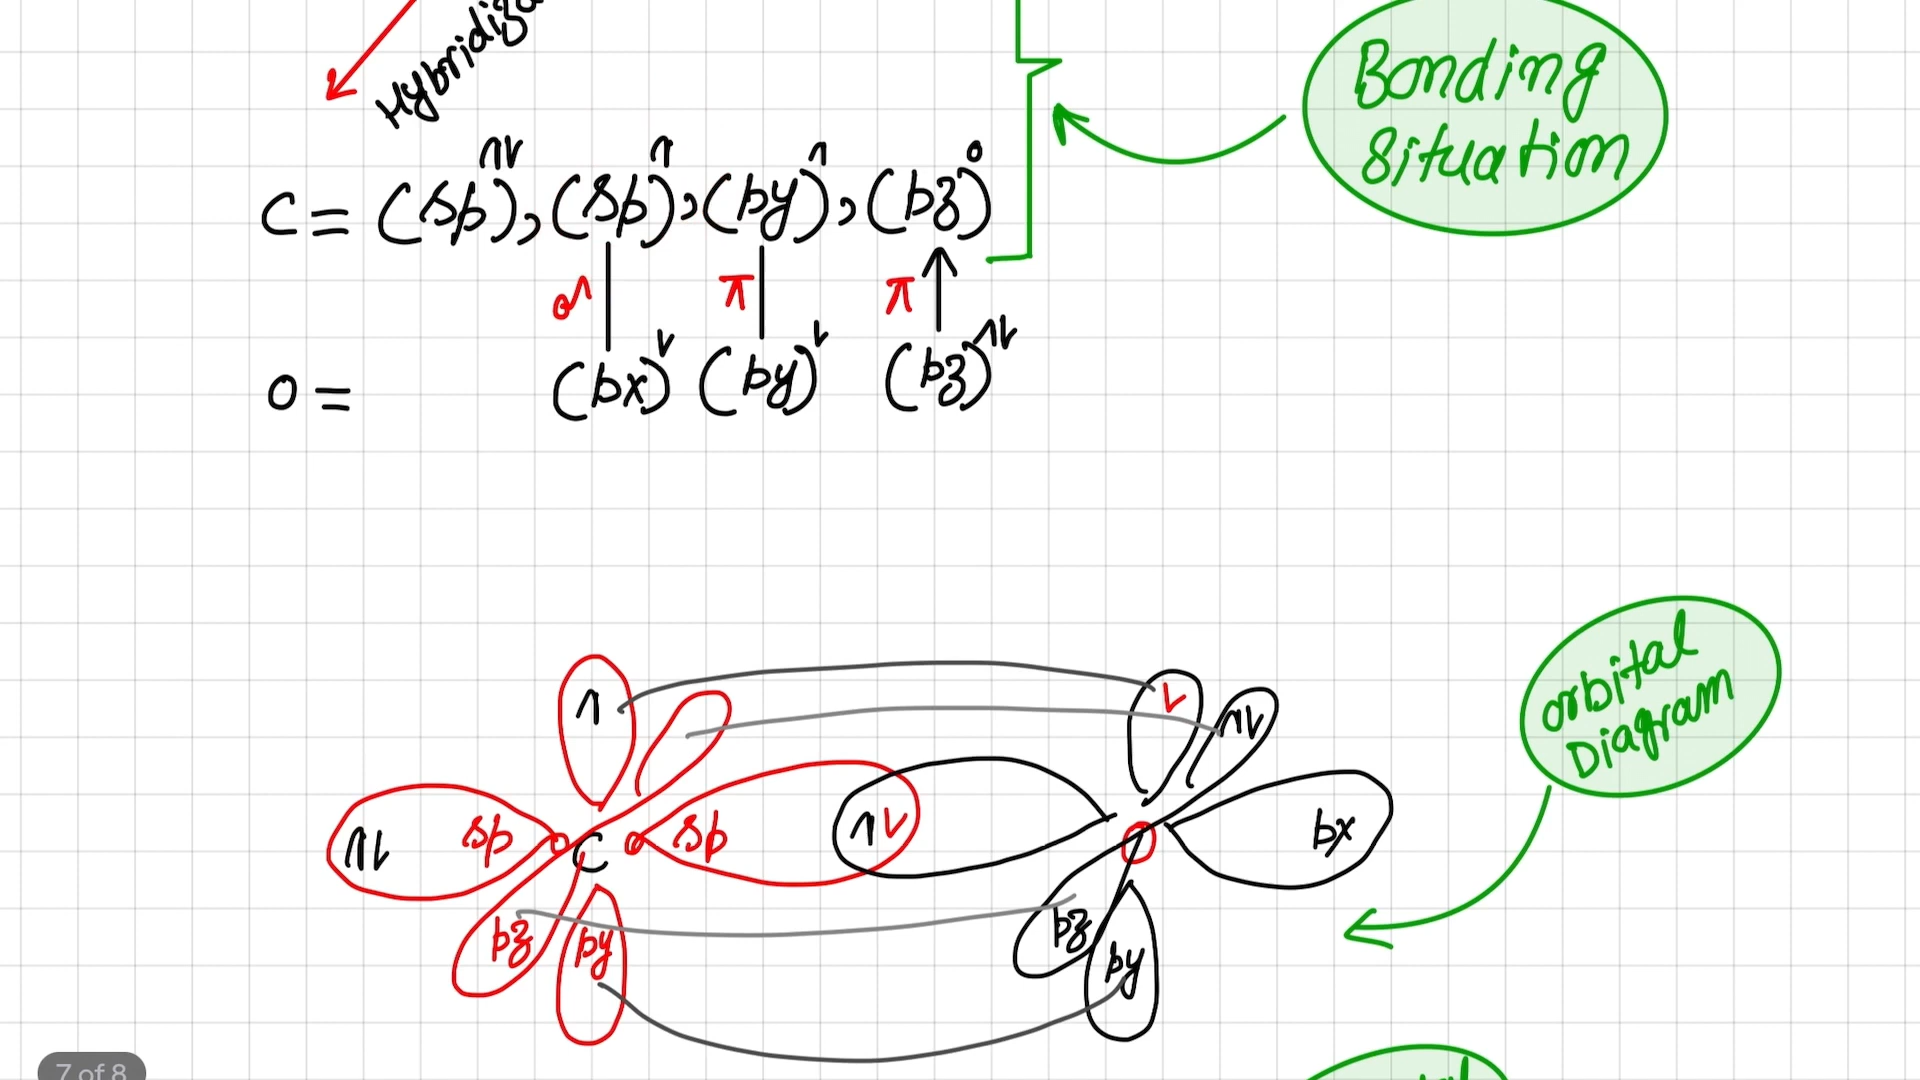 Hybridiza
Bonding
Situation
C = (sp)↑↓, (sp)↑, (py)↑, (pz)⁰
σ π π
O = (px)↓ (py)↓ (pz)↑↓
orbital
Diagram
↑ ↓ ↑↓
↑↓ sp C sp ↑↓ O px
pz py pz py
7 of 8